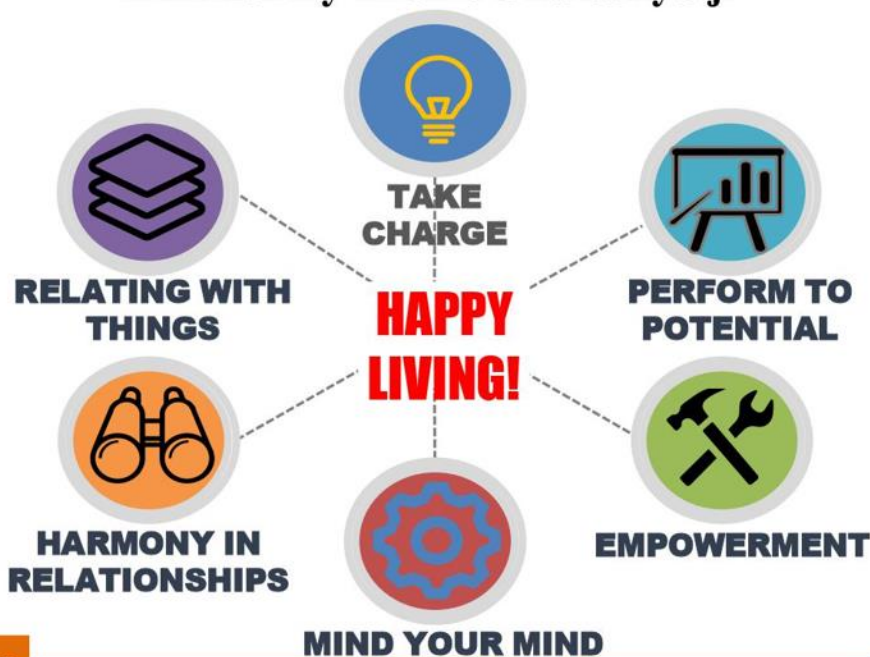 TAKE
CHARGE
RELATING WITH
THINGS
PERFORM TO
POTENTIAL
HAPPY
LIVING!
HARMONY IN
RELATIONSHIPS
EMPOWERMENT
MIND YOUR MIND